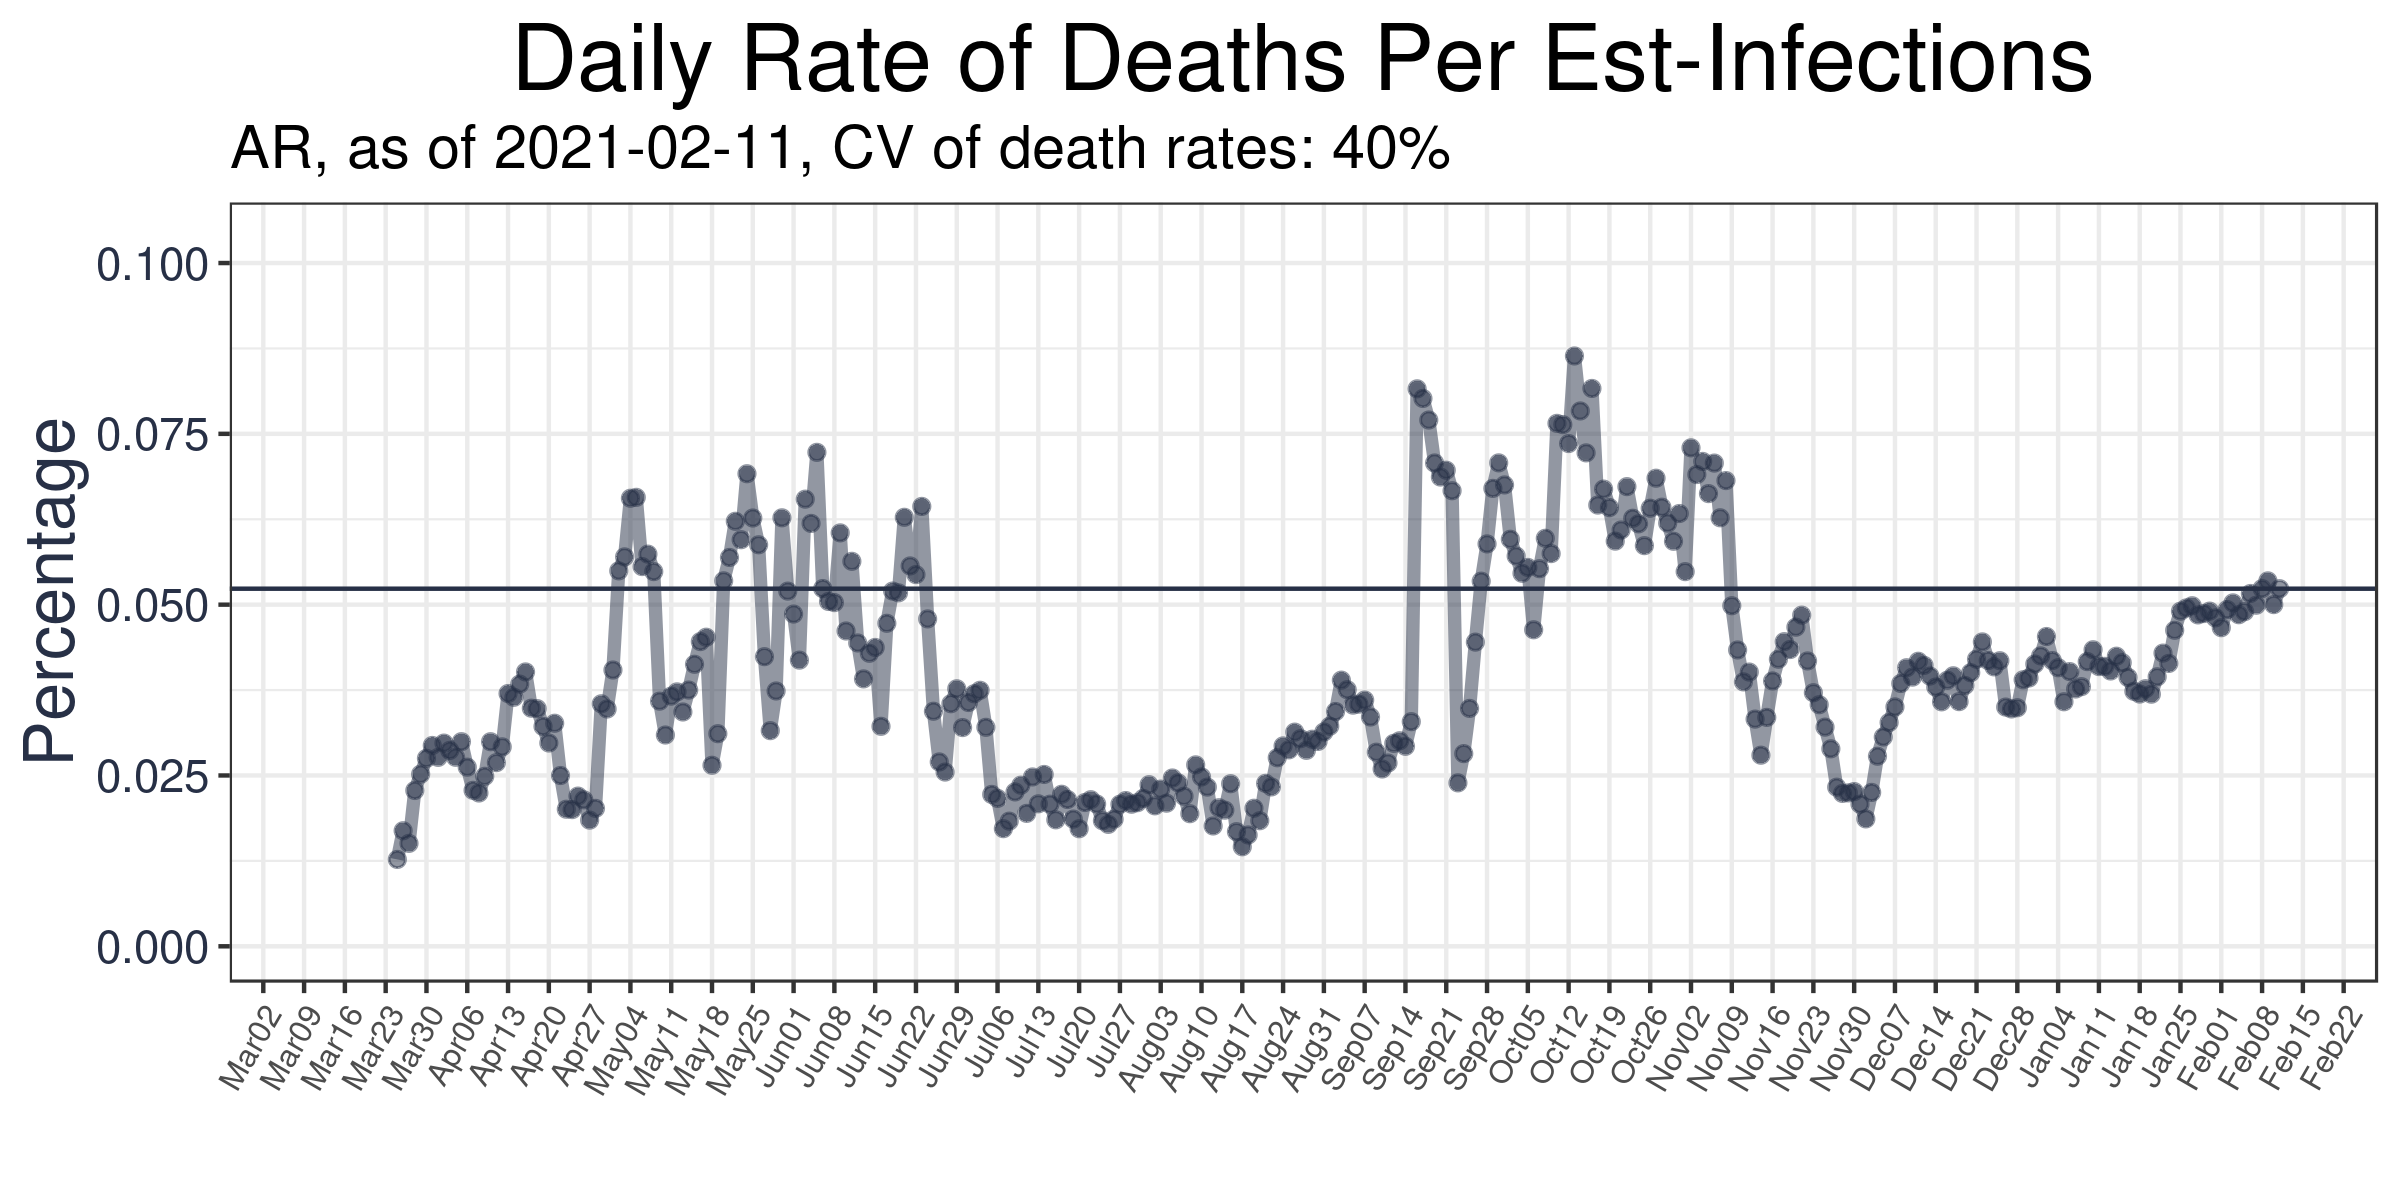 Daily Rate of Deaths Per Est-Infections
AR, as of 2021-02-11, CV of death rates: 40%
Percentage
0.100
0.075
0.050
0.025
0.000
Mar02
Mar09
Mar16
Mar23
Mar30
Apr06
Apr13
Apr20
Apr27
May04
May11
May18
May25
Jun01
Jun08
Jun15
Jun22
Jun29
Jul06
Jul13
Jul20
Jul27
Aug03
Aug10
Aug17
Aug24
Aug31
Sep07
Sep14
Sep21
Sep28
Oct05
Oct12
Oct19
Oct26
Nov02
Nov09
Nov16
Nov23
Nov30
Dec07
Dec14
Dec21
Dec28
Jan04
Jan11
Jan18
Jan25
Feb01
Feb08
Feb15
Feb22